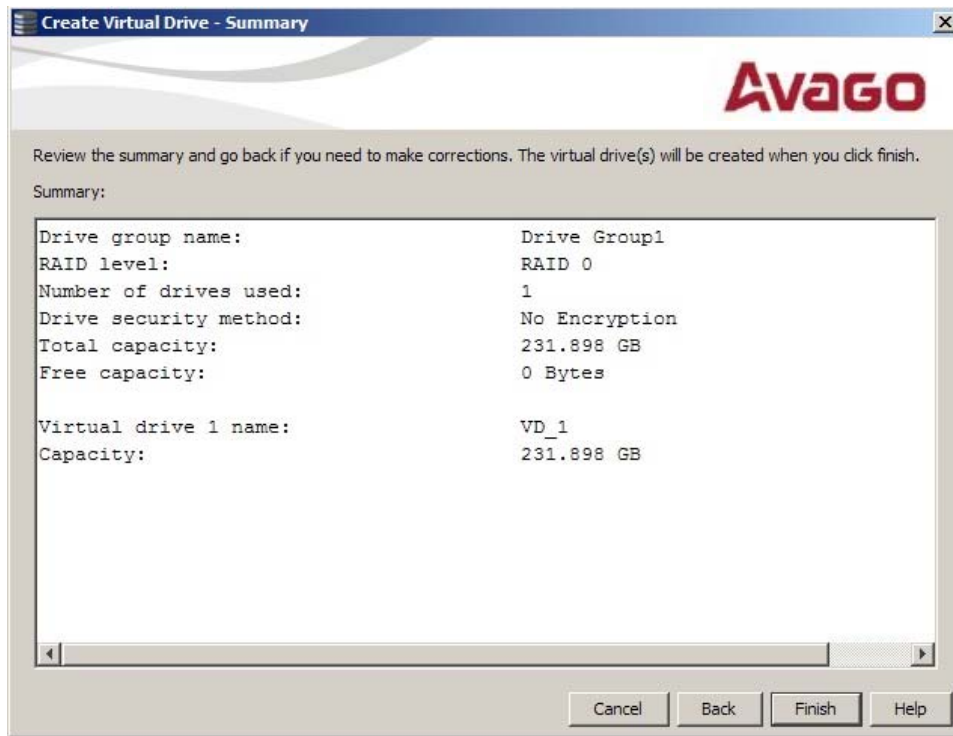 Create Virtual Drive - Summary
AVAGO
Review the summary and go back if you need to make corrections. The virtual drive(s) will be created when you click finish.
Summary:
Drive group name: Drive Group1
RAID level: RAID 0
Number of drives used: 1
Drive security method: No Encryption
Total capacity: 231.898 GB
Free capacity: 0 Bytes
Virtual drive 1 name: VD_1
Capacity: 231.898 GB
Cancel Back Finish Help